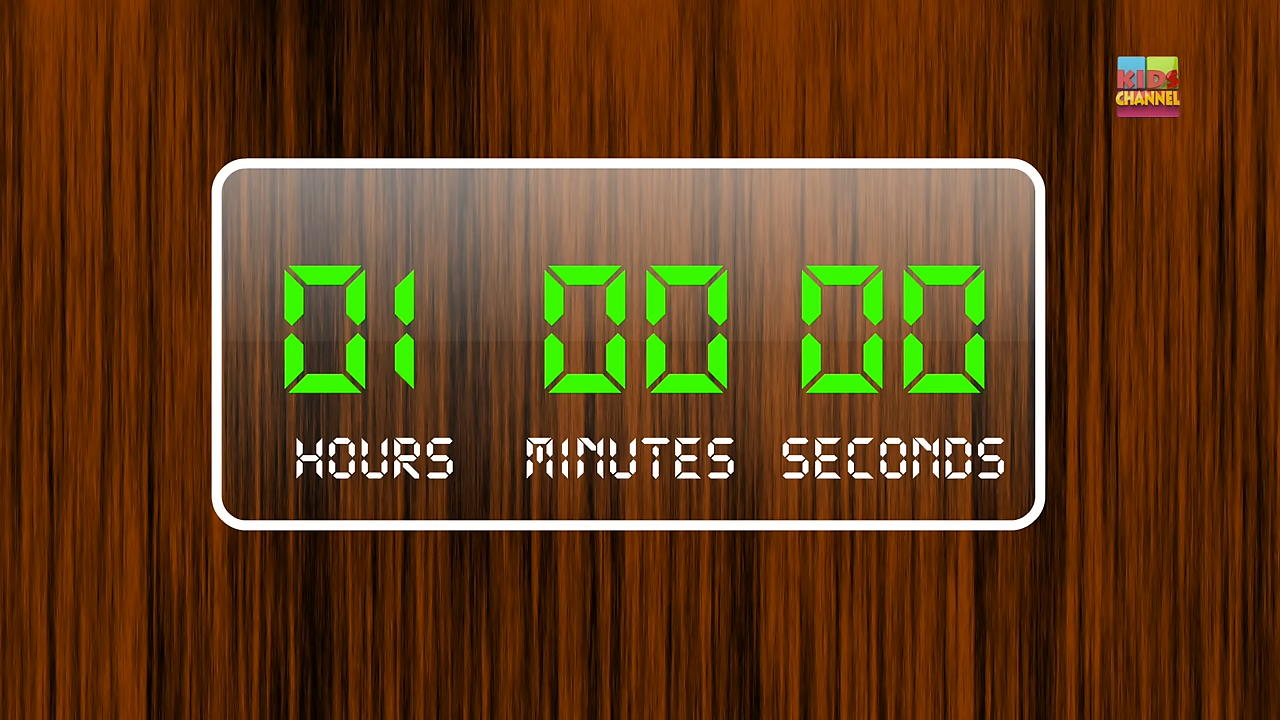 KIDS
CHANNEL
01 00 00
HOURS MINUTES SECONDS